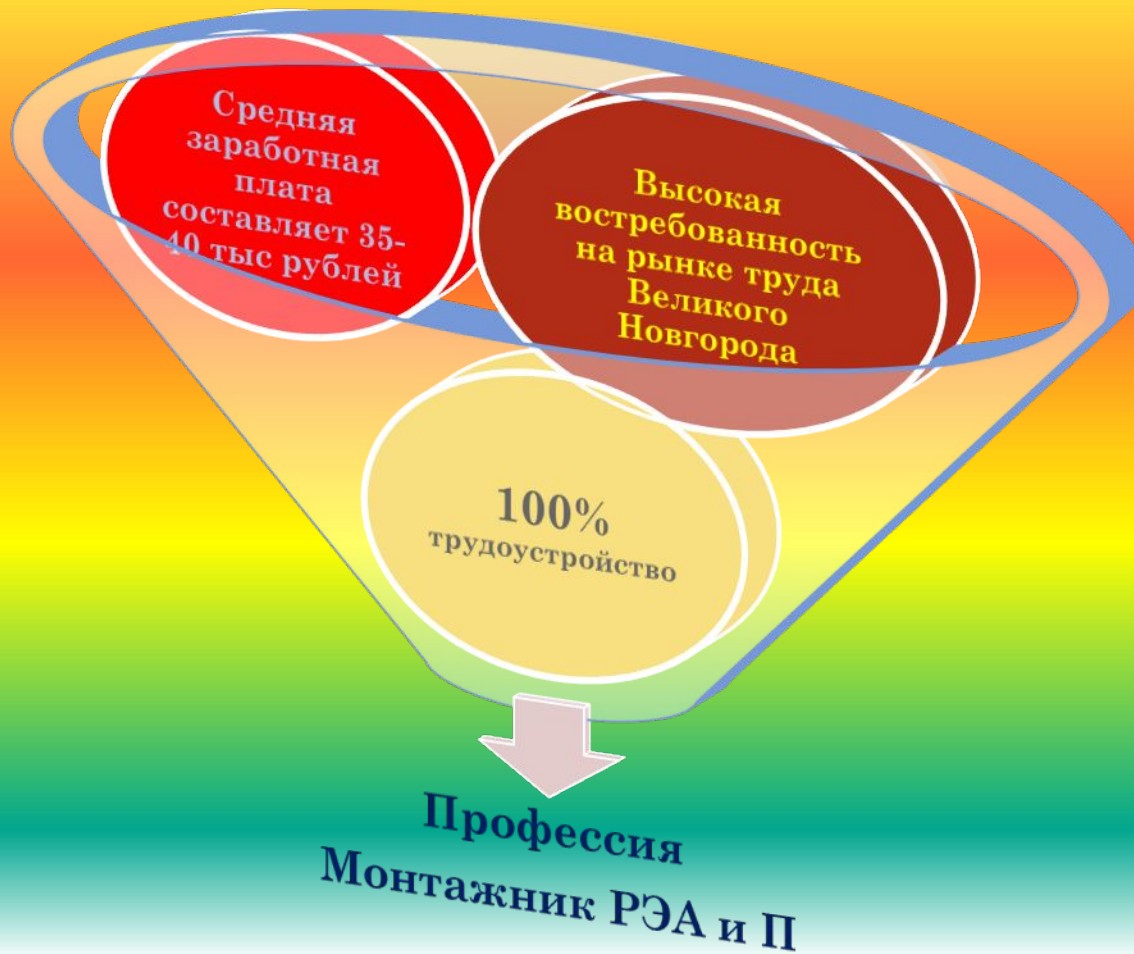 Средняя
заработная
плата
составляет 35-
40 тыс рублей
Высокая
востребованность
на рынке труда
Великого
Новгорода
100%
трудоустройство
Профессия
Монтажник РЭА и П